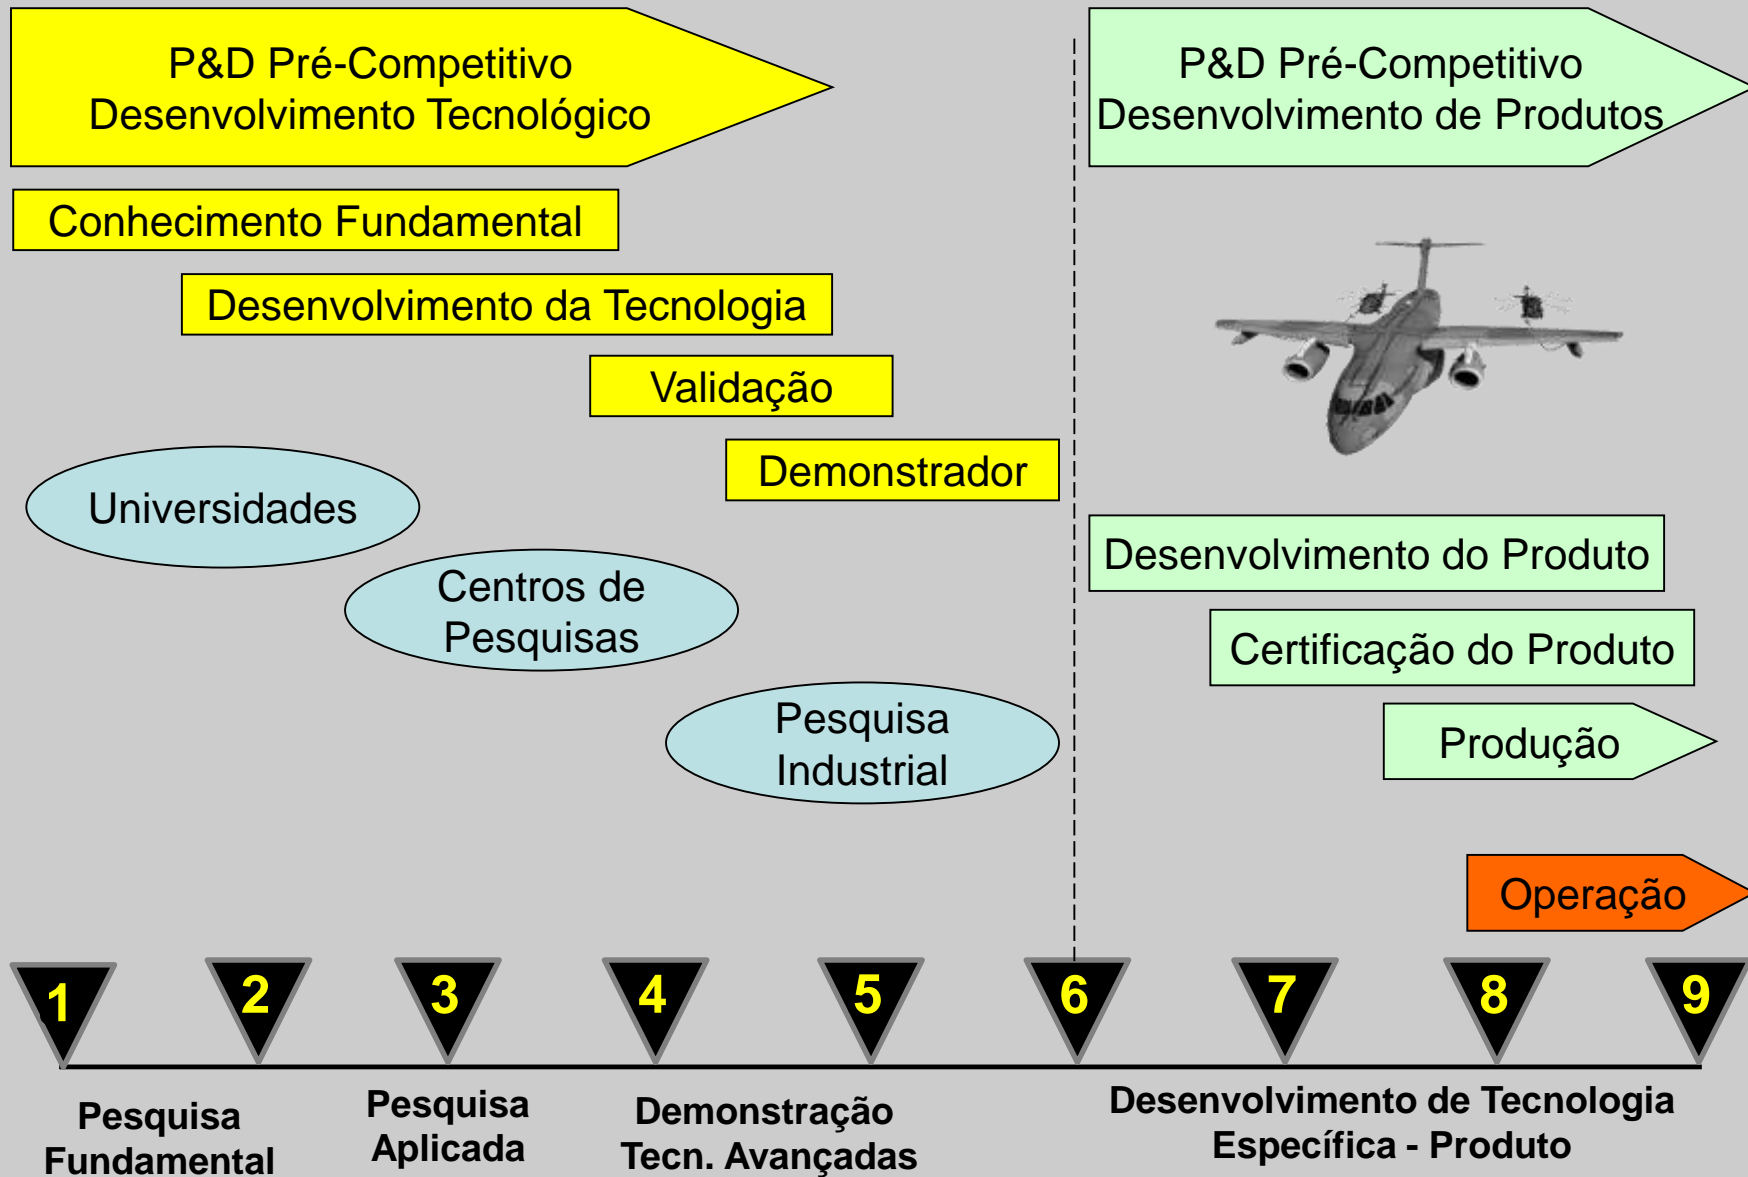 P&D Pré-Competitivo
Desenvolvimento Tecnológico
P&D Pré-Competitivo
Desenvolvimento de Produtos
Conhecimento Fundamental
Desenvolvimento da Tecnologia
Validação
Demonstrador
Universidades
Centros de
Pesquisas
Pesquisa
Industrial
Desenvolvimento do Produto
Certificação do Produto
Produção
Operação
1 2 3 4 5 6 7 8 9
Pesquisa
Fundamental
Pesquisa
Aplicada
Demonstração
Tecn. Avançadas
Desenvolvimento de Tecnologia
Específica - Produto